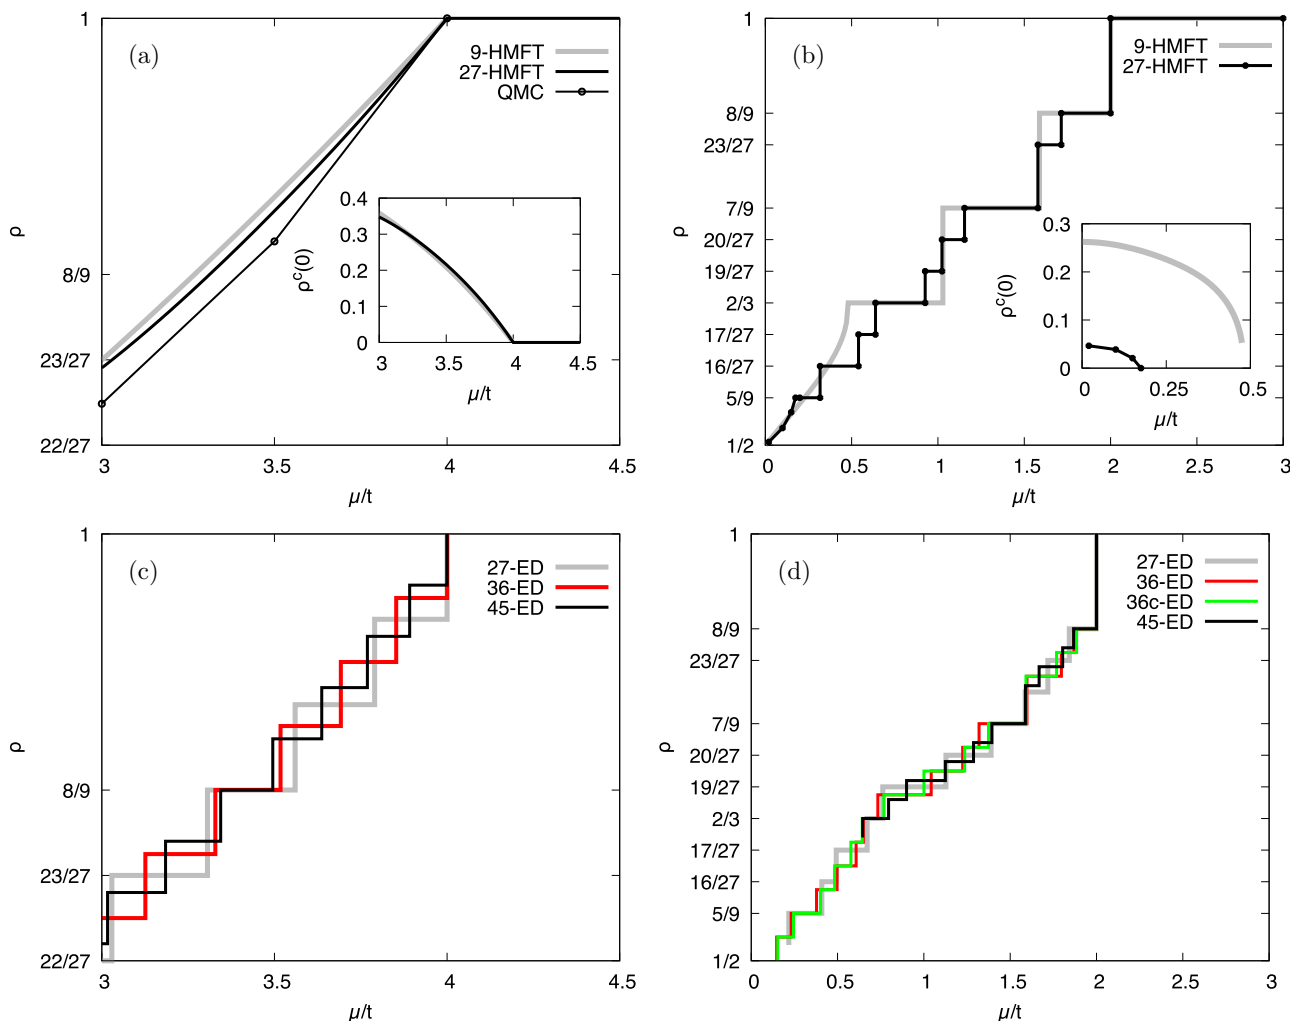 (a)
9-HMFT
27-HMFT
QMC
1
8/9
23/27
22/27
ρ
3
3.5
4
4.5
μ/t
0.4
0.3
0.2
0.1
0
ρᶜ(0)
3
3.5
4
4.5
μ/t
(b)
9-HMFT
27-HMFT
1
8/9
23/27
7/9
20/27
19/27
2/3
17/27
16/27
5/9
1/2
ρ
0
0.5
1
1.5
2
2.5
3
μ/t
0.3
0.2
0.1
0
ρᶜ(0)
0
0.25
0.5
μ/t
(c)
27-ED
36-ED
45-ED
1
8/9
23/27
22/27
ρ
3
3.5
4
4.5
μ/t
(d)
27-ED
36-ED
36c-ED
45-ED
1
8/9
23/27
7/9
20/27
19/27
2/3
17/27
16/27
5/9
1/2
ρ
0
0.5
1
1.5
2
2.5
3
μ/t